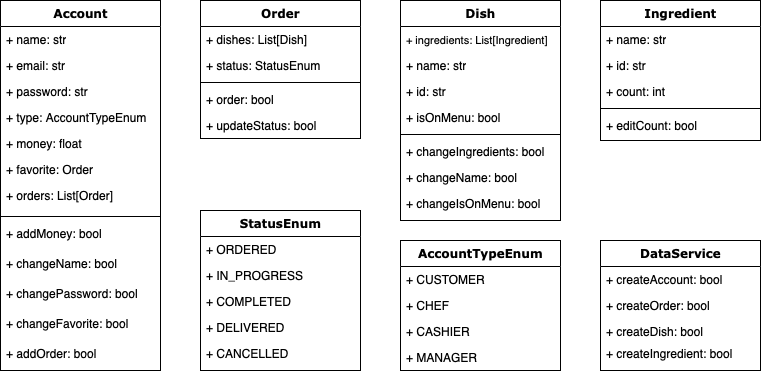 Account
+ name: str
+ email: str
+ password: str
+ type: AccountTypeEnum
+ money: float
+ favorite: Order
+ orders: List[Order]
+ addMoney: bool
+ changeName: bool
+ changePassword: bool
+ changeFavorite: bool
+ addOrder: bool
Order
+ dishes: List[Dish]
+ status: StatusEnum
+ order: bool
+ updateStatus: bool
Dish
+ ingredients: List[Ingredient]
+ name: str
+ id: str
+ isOnMenu: bool
+ changeIngredients: bool
+ changeName: bool
+ changeIsOnMenu: bool
Ingredient
+ name: str
+ id: str
+ count: int
+ editCount: bool
StatusEnum
+ ORDERED
+ IN_PROGRESS
+ COMPLETED
+ DELIVERED
+ CANCELLED
AccountTypeEnum
+ CUSTOMER
+ CHEF
+ CASHIER
+ MANAGER
DataService
+ createAccount: bool
+ createOrder: bool
+ createDish: bool
+ createIngredient: bool